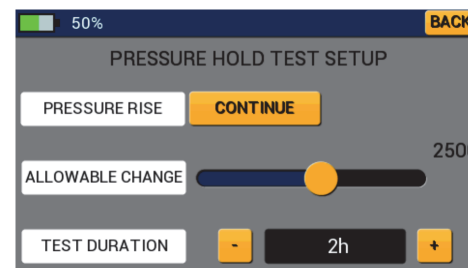 50%
BACK
PRESSURE HOLD TEST SETUP
PRESSURE RISE
CONTINUE
ALLOWABLE CHANGE
TEST DURATION
-
2h
+